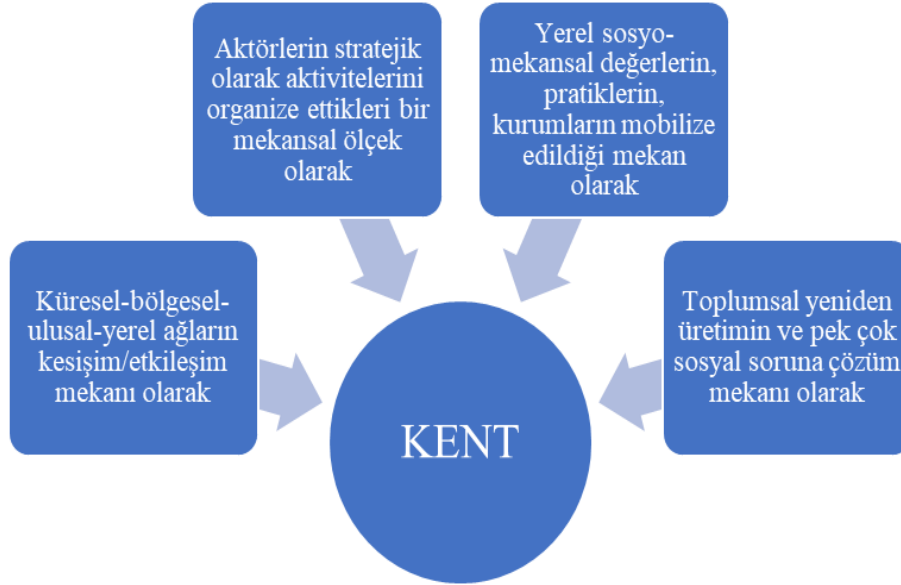 Aktörlerin stratejik
olarak aktivitelerini
organize ettikleri bir
mekansal ölçek
olarak
Yerel sosyo-
mekansal değerlerin,
pratiklerin,
kurumların mobilize
edildiği mekan
olarak
Küresel-bölgesel-
ulusal-yerel ağların
kesişim/etkileşim
mekanı olarak
Toplumsal yeniden
üretimin ve pek çok
sosyal soruna çözüm
mekanı olarak
KENT